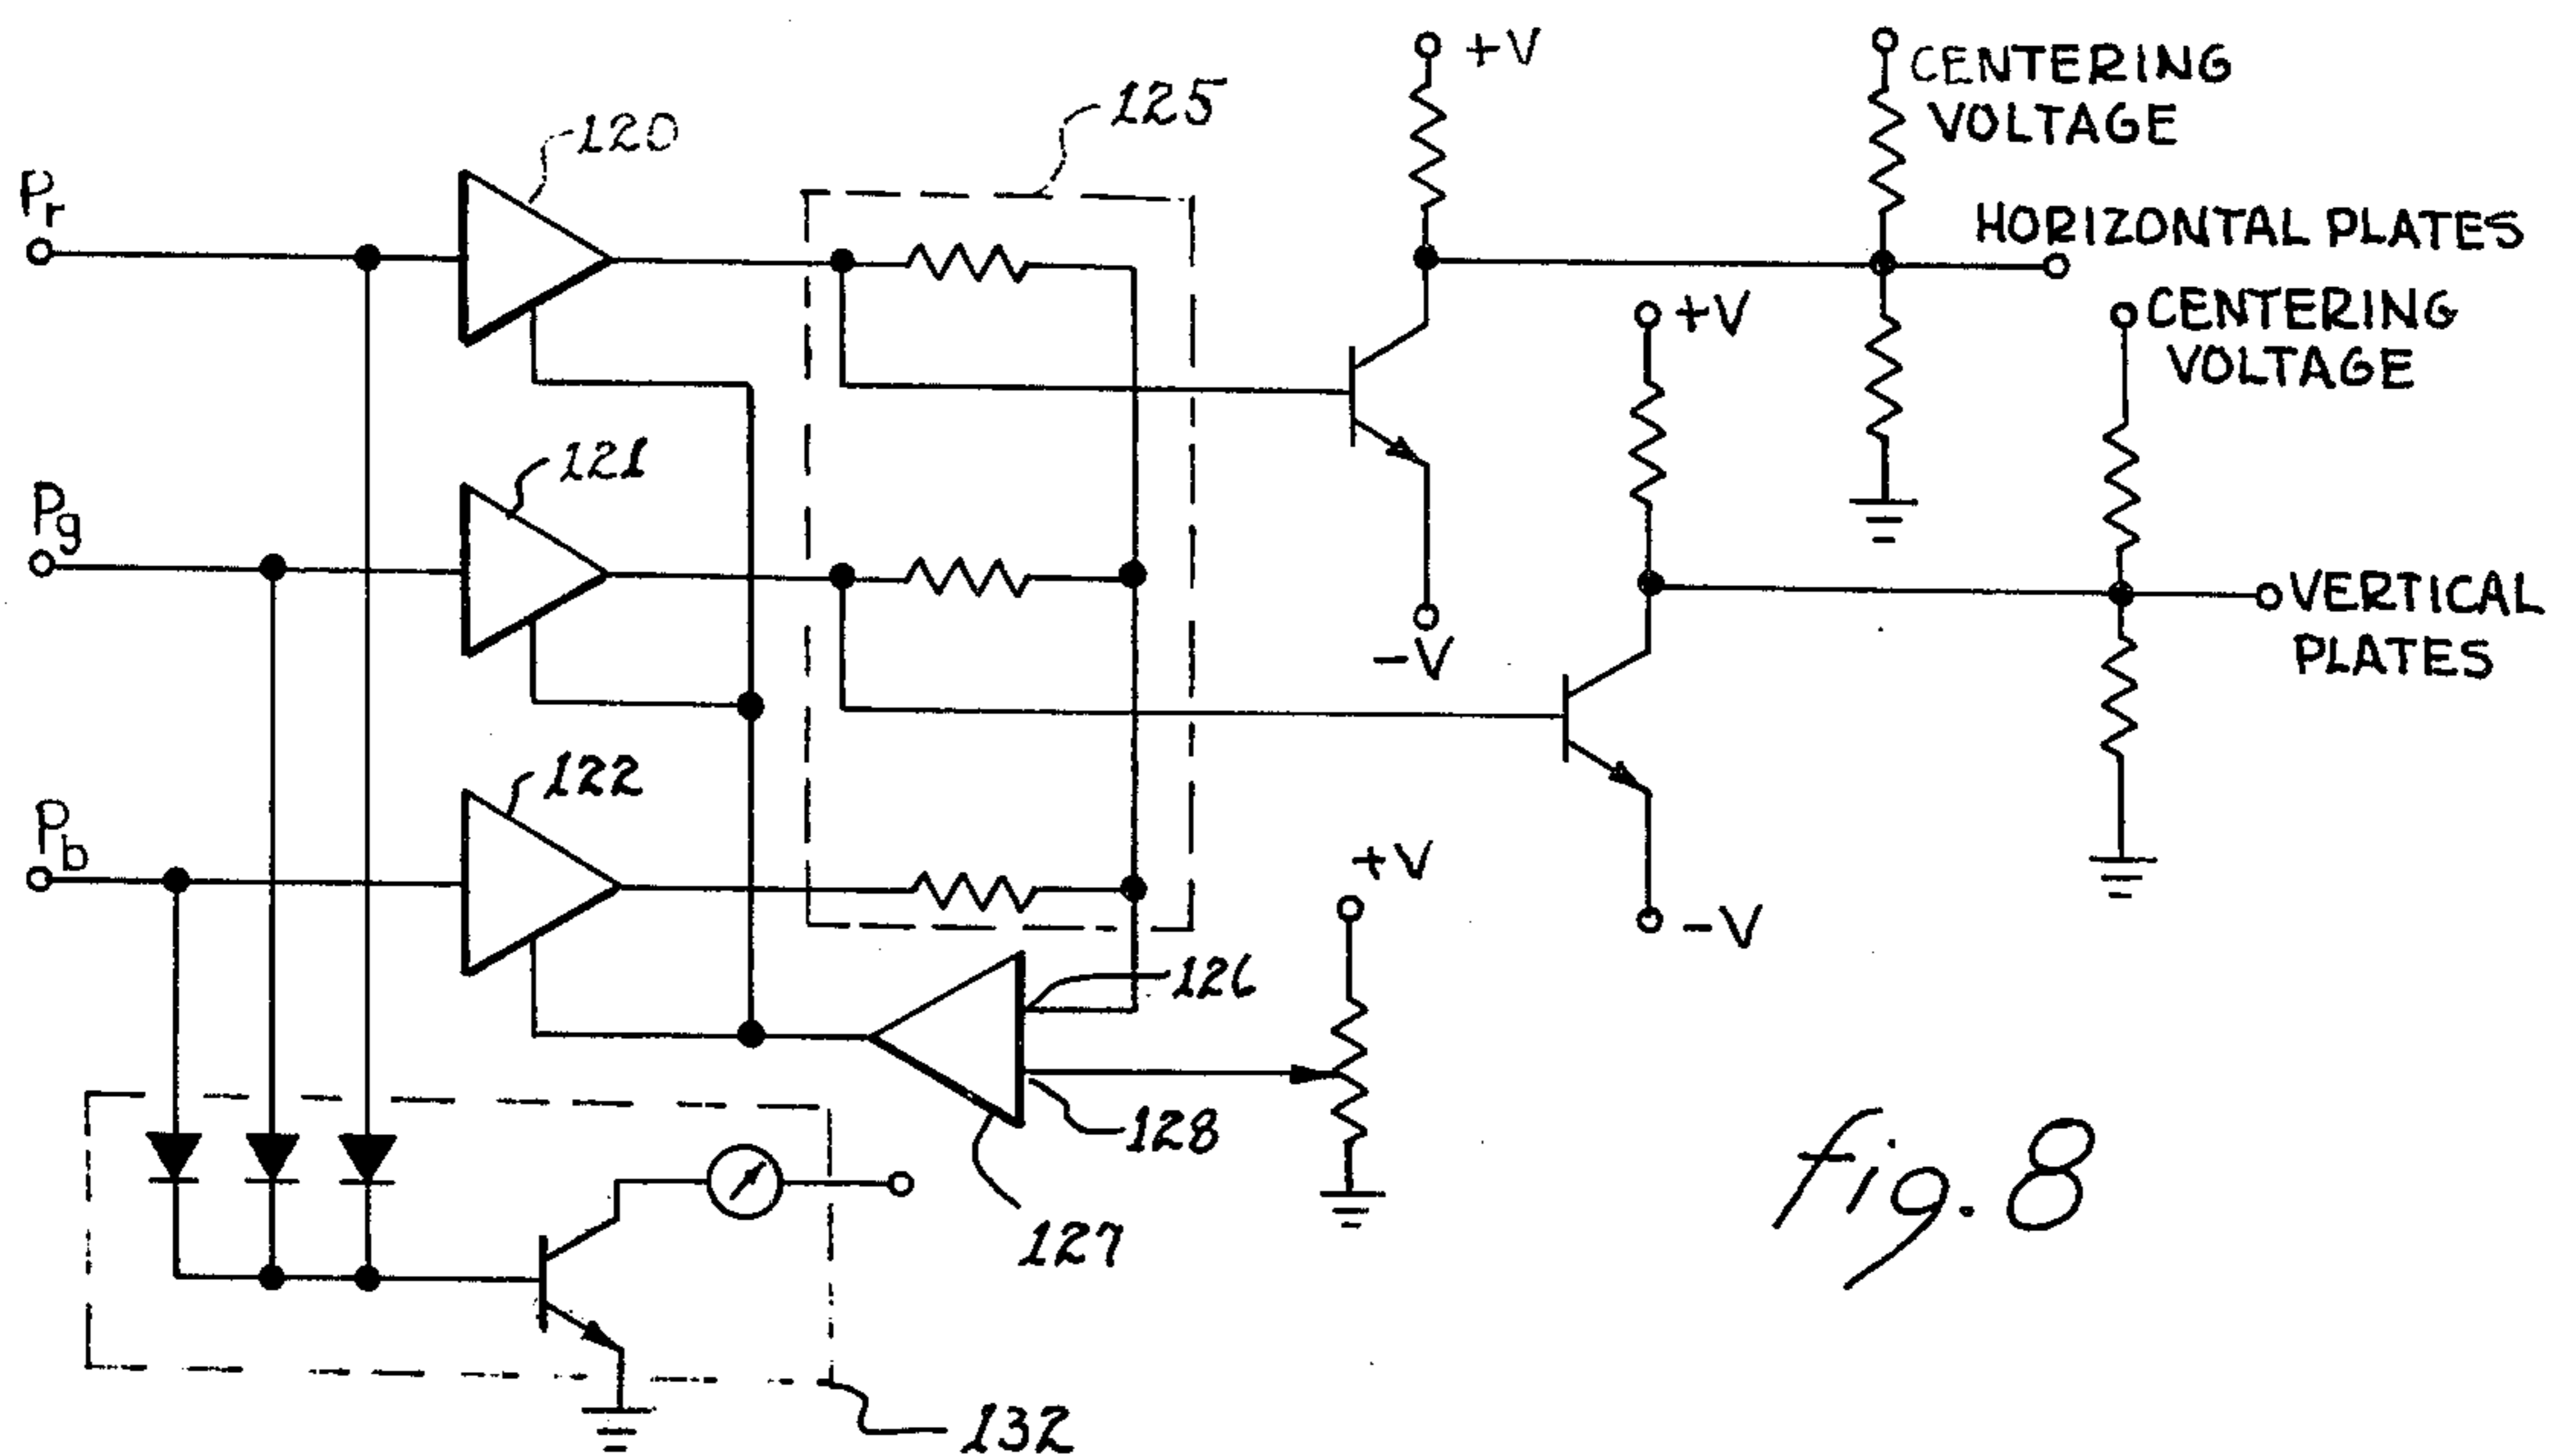 +V
CENTERING
VOLTAGE
125
120
Pr
HORIZONTAL PLATES
+V
CENTERING
VOLTAGE
121
Pg
VERTICAL
PLATES
-V
122
Pb
+V
-V
126
128
127
fig. 8
132